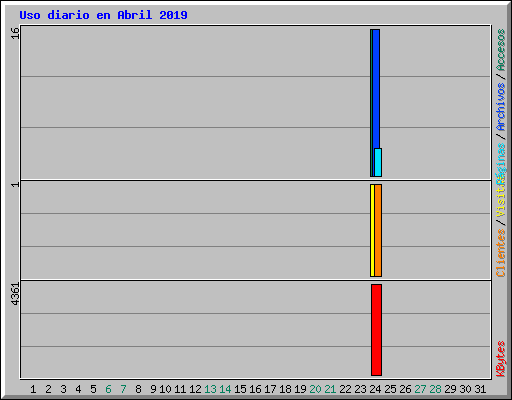 Uso diario en Abril 2019
16
1
4361
1 2 3 4 5 6 7 8 9 10 11 12 13 14 15 16 17 18 19 20 21 22 23 24 25 26 27 28 29 30 31
Páginas / Archivos / Accesos
Clientes / Visitas
KBytes